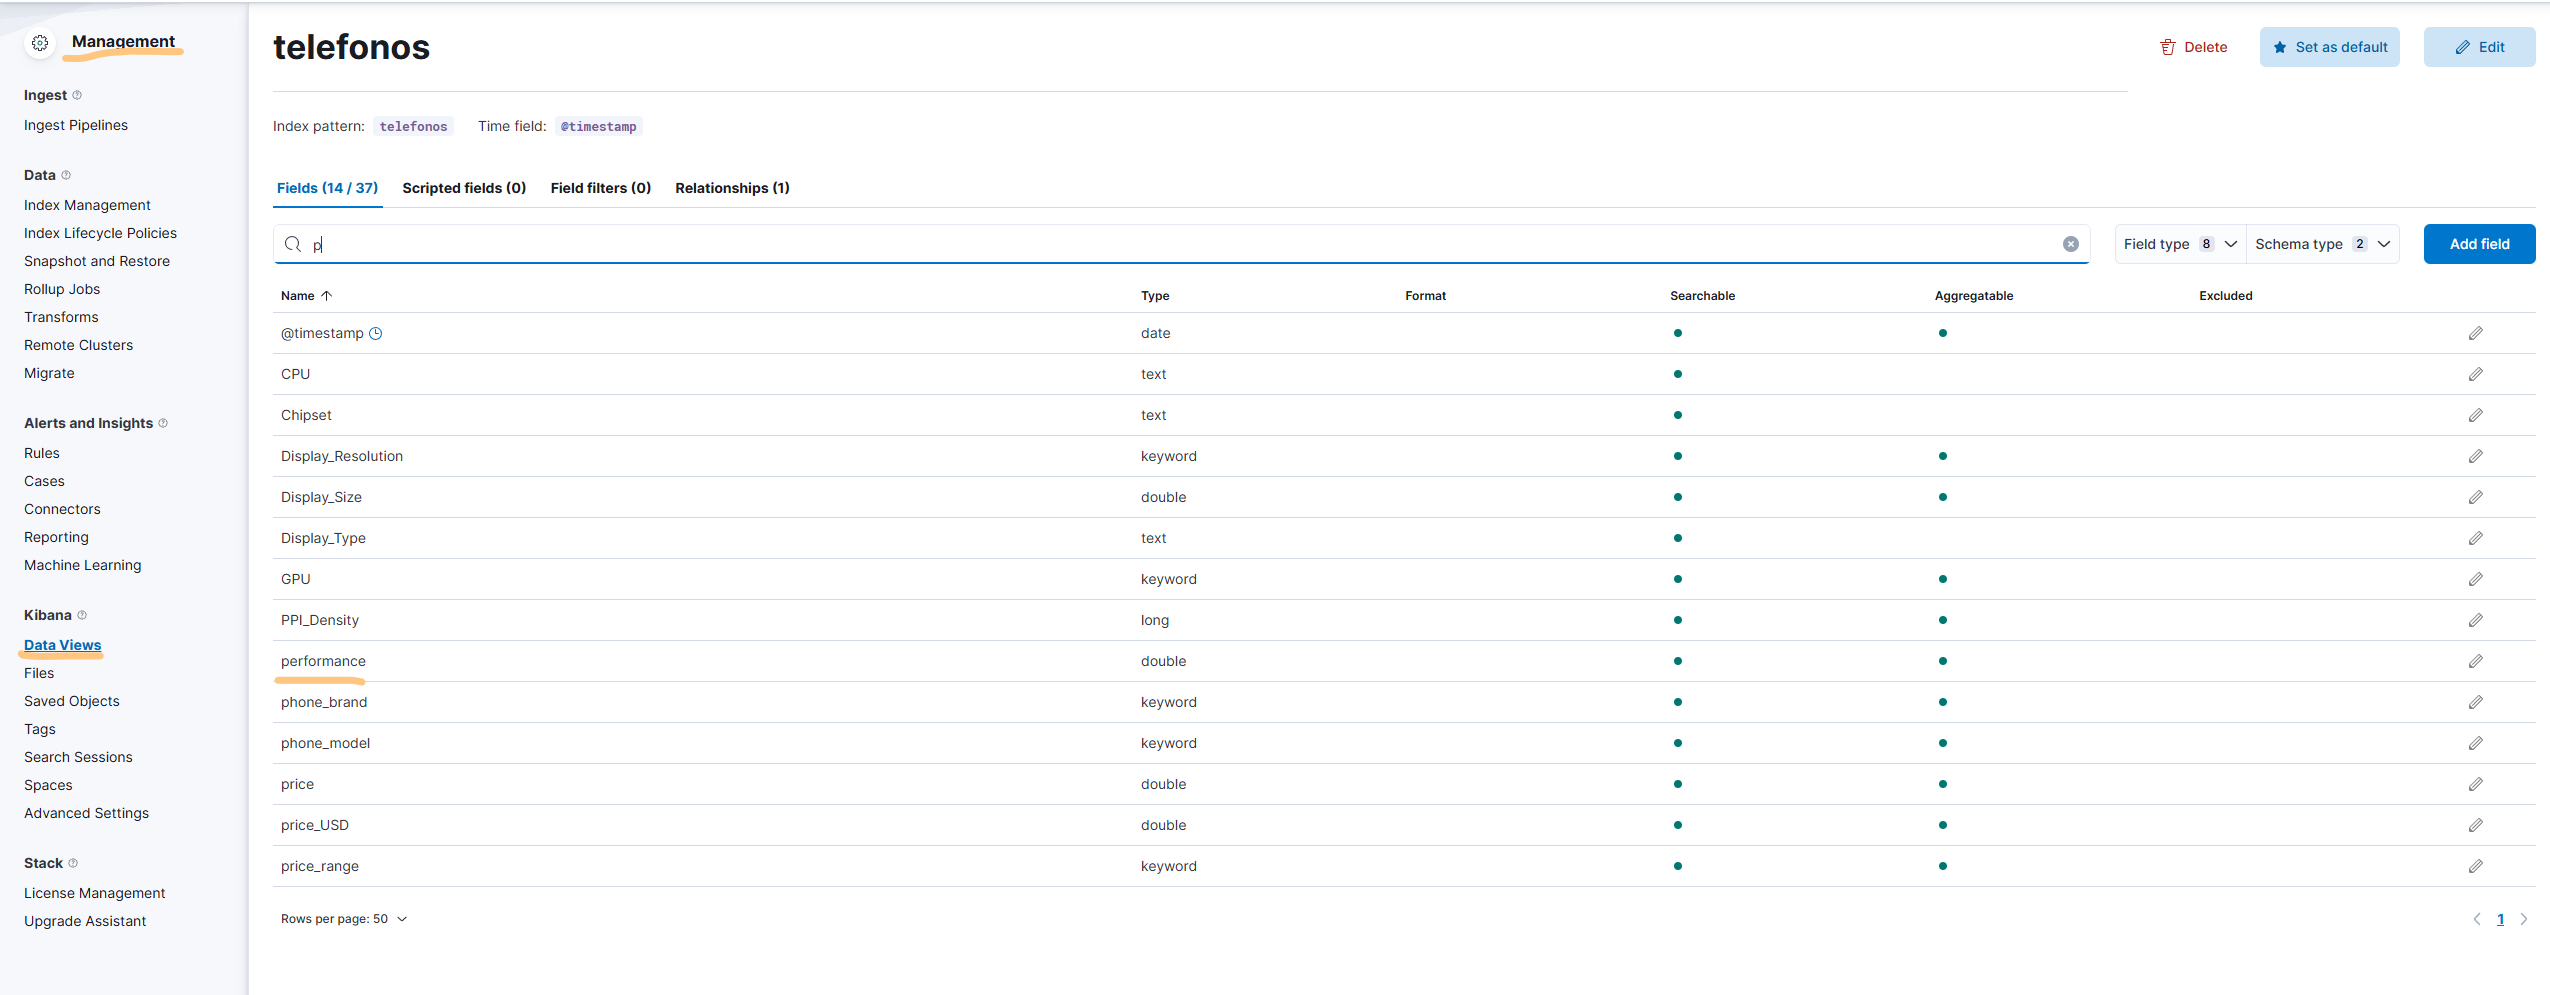 Management
Ingest
Ingest Pipelines
Data
Index Management
Index Lifecycle Policies
Snapshot and Restore
Rollup Jobs
Transforms
Remote Clusters
Migrate
Alerts and Insights
Rules
Cases
Connectors
Reporting
Machine Learning
Kibana
Data Views
Files
Saved Objects
Tags
Search Sessions
Spaces
Advanced Settings
Stack
License Management
Upgrade Assistant
telefonos
Delete Set as default Edit
Index pattern: telefonos Time field: @timestamp
Fields (14 / 37) Scripted fields (0) Field filters (0) Relationships (1)
p Field type 8 Schema type 2 Add field
Name Type Format Searchable Aggregatable Excluded
@timestamp date
CPU text
Chipset text
Display_Resolution keyword
Display_Size double
Display_Type text
GPU keyword
PPI_Density long
performance double
phone_brand keyword
phone_model keyword
price double
price_USD double
price_range keyword
Rows per page: 50 1